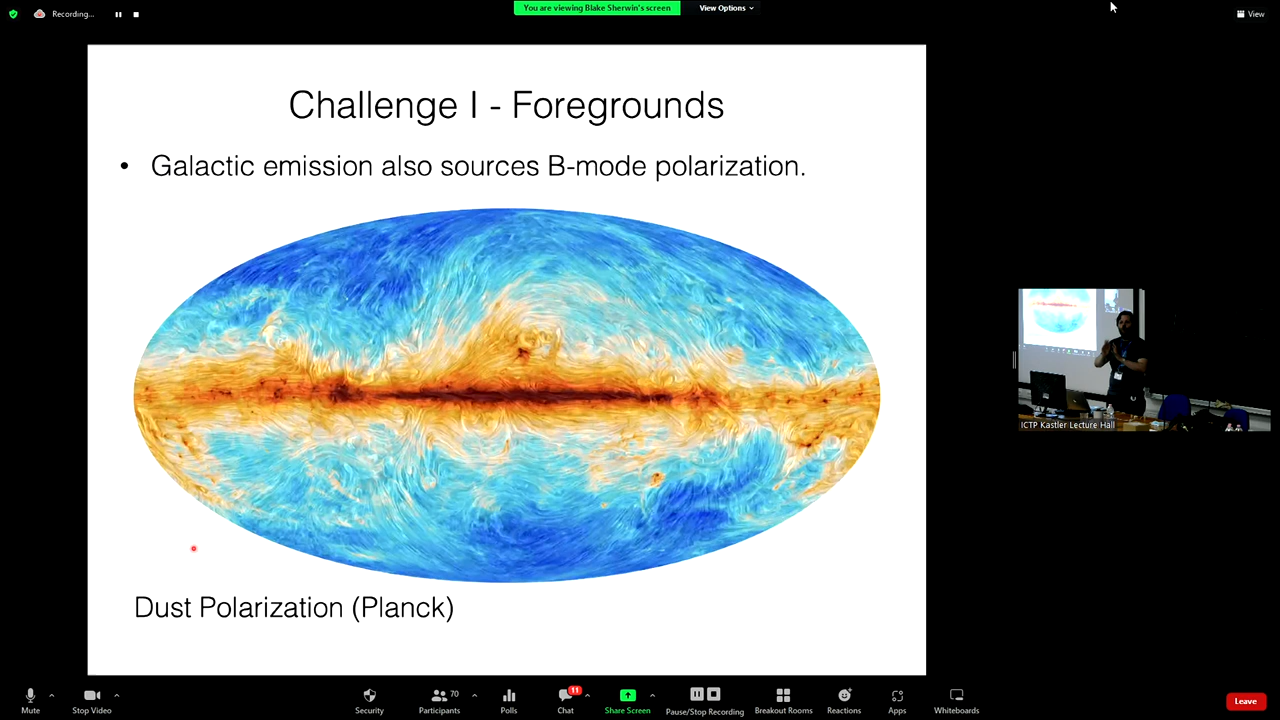 Recording...
You are viewing Blake Sherwin's screen
View Options
View
Challenge I - Foregrounds
• Galactic emission also sources B-mode polarization.
Dust Polarization (Planck)
ICTP Kastler Lecture Hall
Mute
Stop Video
Security
Participants
70
Polls
Chat
11
Share Screen
Pause/Stop Recording
Breakout Rooms
Reactions
Apps
Whiteboards
Leave